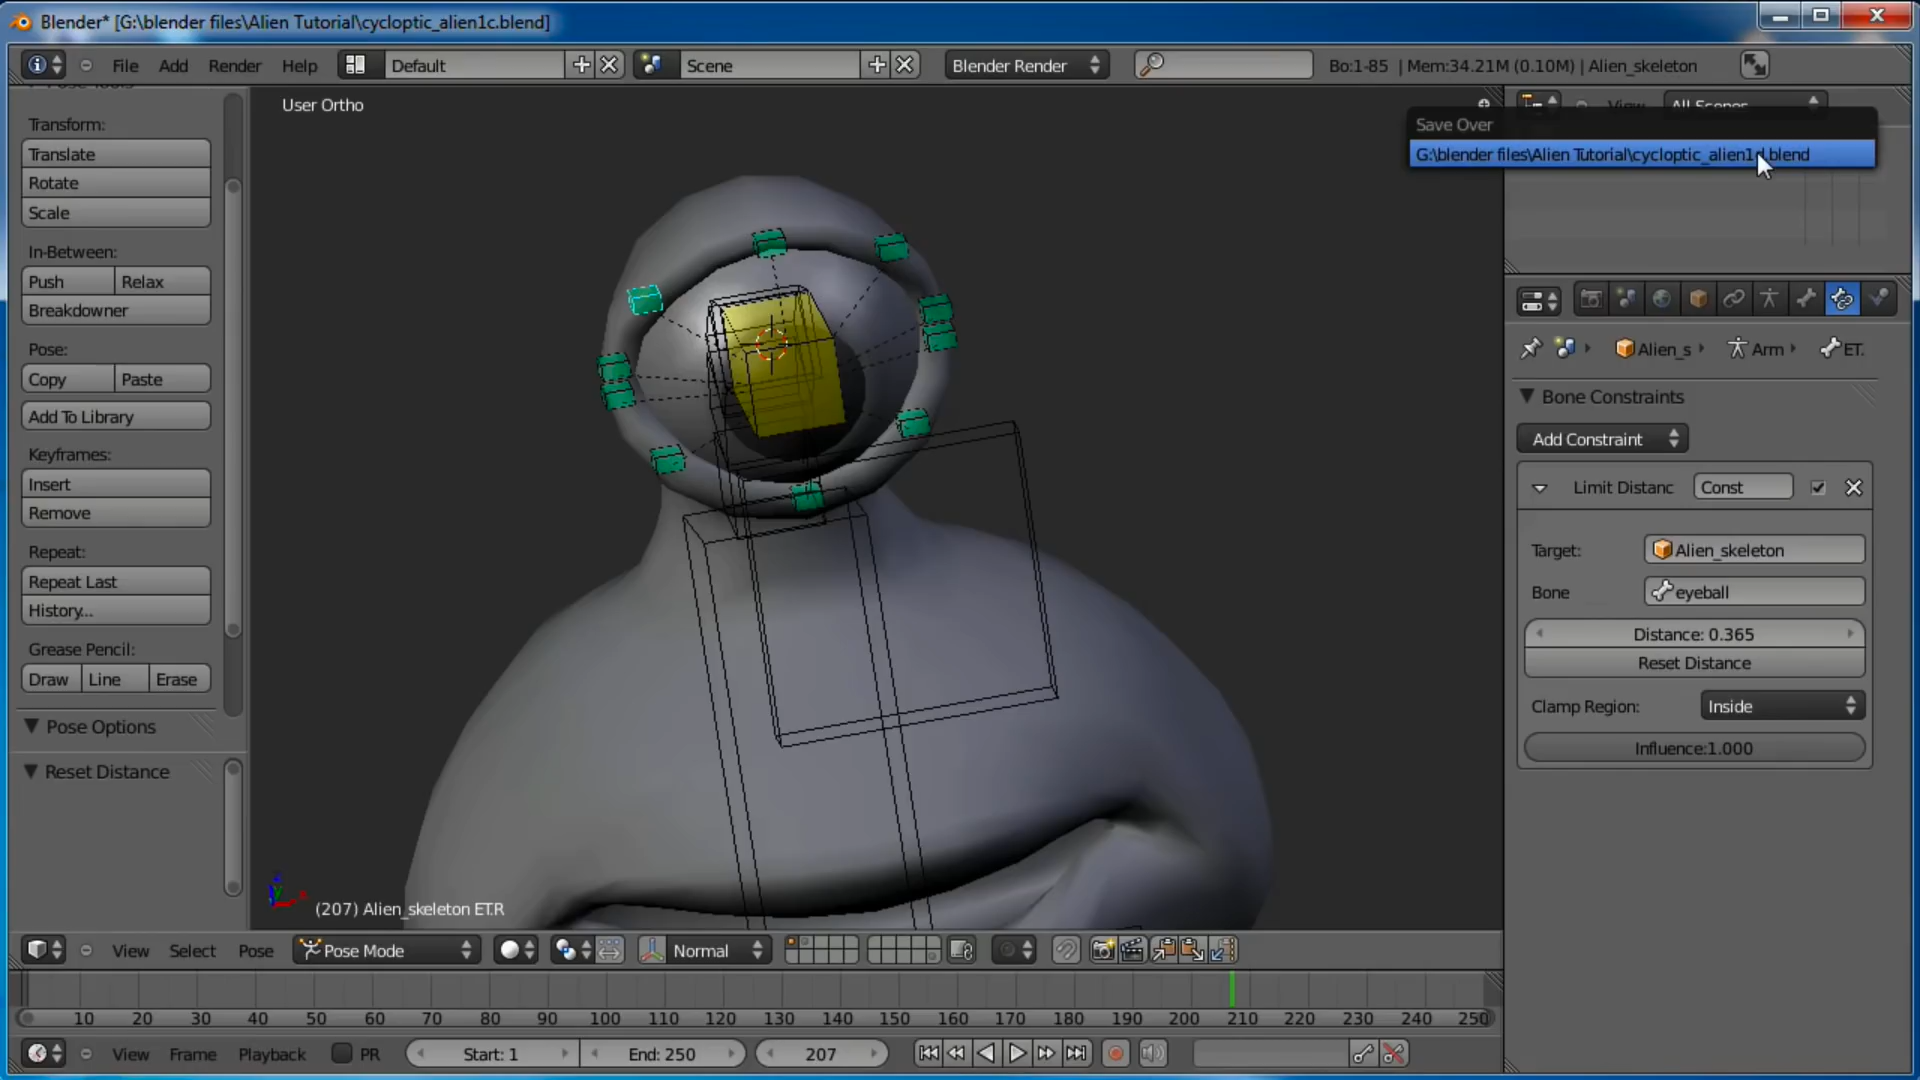 Blender* [G:\blender files\Alien Tutorial\cycloptic_alien1c.blend]
File Add Render Help Default Scene Blender Render Bo:1-85 | Mem:34.21M (0.10M) | Alien_skeleton
User Ortho
View All Scenes
Save Over
G:\blender files\Alien Tutorial\cycloptic_alien1d.blend
Pose Tools
Transform:
Translate
Rotate
Scale
In-Between:
Push Relax
Breakdowner
Pose:
Copy Paste
Add To Library
Keyframes:
Insert
Remove
Repeat:
Repeat Last
History...
Grease Pencil:
Draw Line Erase
Pose Options
Reset Distance
Alien_s Arm ET.
Bone Constraints
Add Constraint
Limit Distanc Const
Target: Alien_skeleton
Bone eyeball
Distance: 0.365
Reset Distance
Clamp Region: Inside
Influence:1.000
(207) Alien_skeleton ET.R
View Select Pose Pose Mode Normal
10 20 30 40 50 60 70 80 90 100 110 120 130 140 150 160 170 180 190 200 210 220 230 240 250
View Frame Playback PR Start: 1 End: 250 207